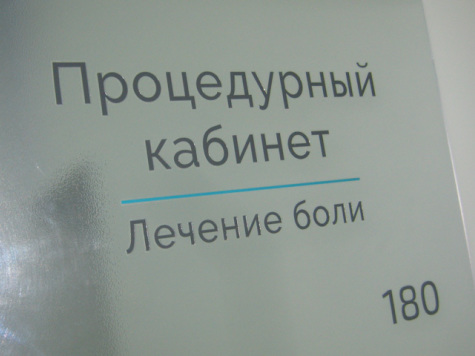 Процедурный
кабинет
Лечение боли
180